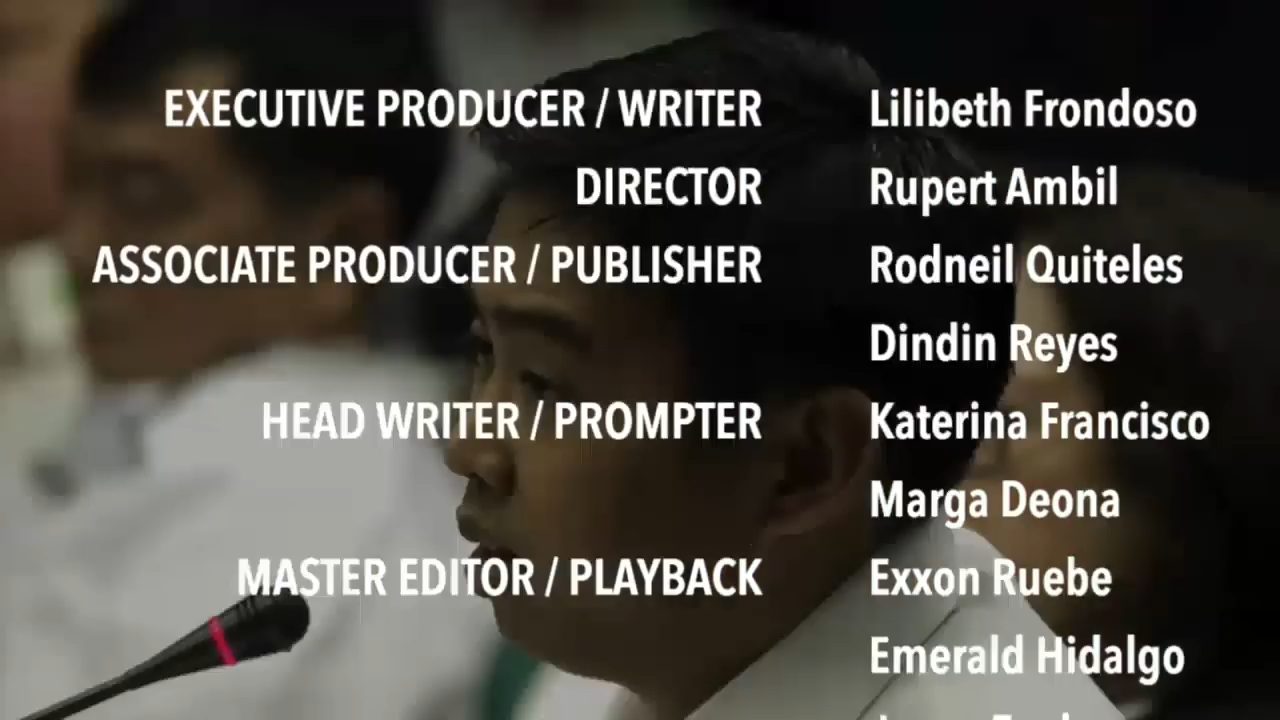 EXECUTIVE PRODUCER / WRITER Lilibeth Frondoso
DIRECTOR Rupert Ambil
ASSOCIATE PRODUCER / PUBLISHER Rodneil Quiteles
Dindin Reyes
HEAD WRITER / PROMPTER Katerina Francisco
Marga Deona
MASTER EDITOR / PLAYBACK Exxon Ruebe
Emerald Hidalgo